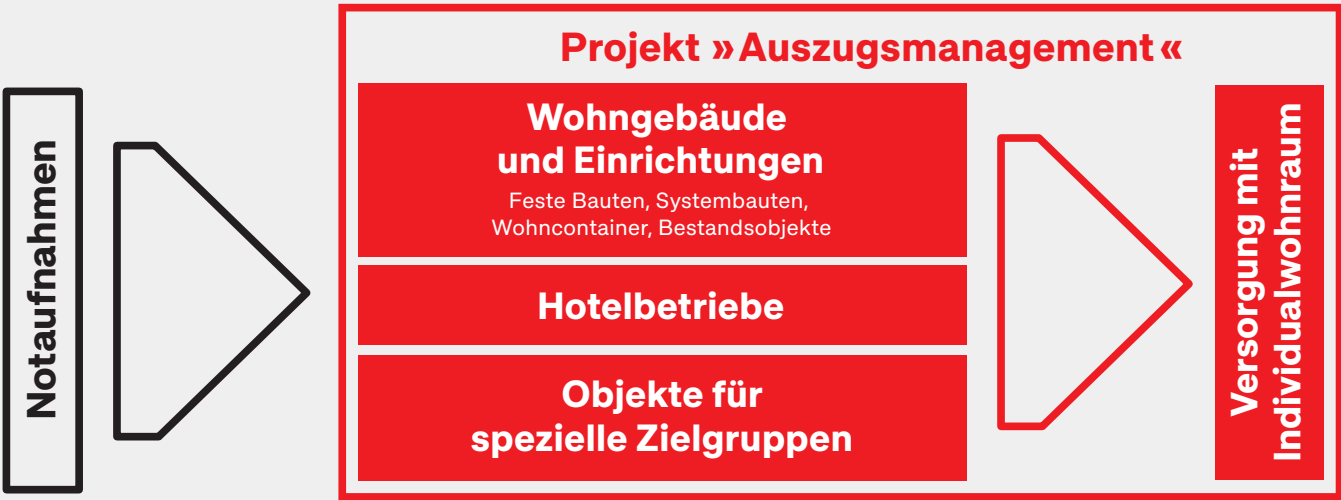 Notaufnahmen
Projekt »Auszugsmanagement«
Wohngebäude
und Einrichtungen
Feste Bauten, Systembauten,
Wohncontainer, Bestandsobjekte
Hotelbetriebe
Objekte für
spezielle Zielgruppen
Versorgung mit
Individualwohnraum